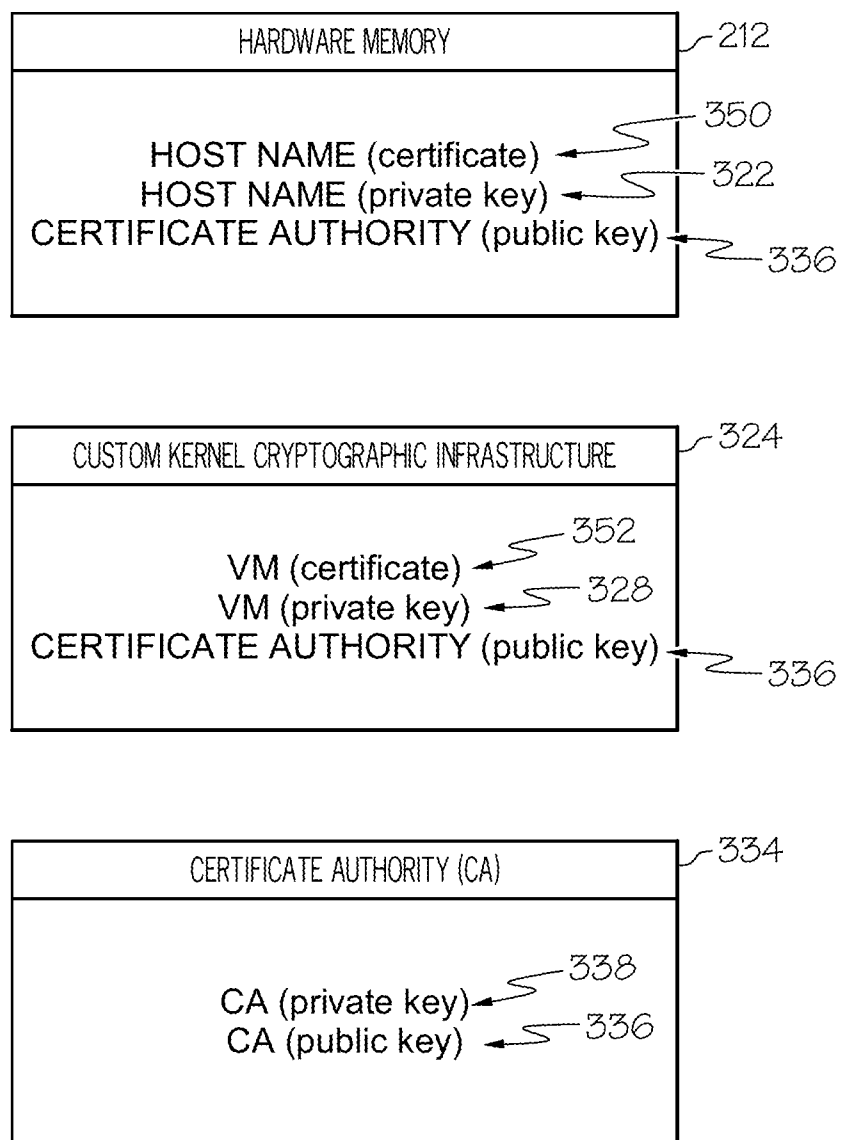 HARDWARE MEMORY 212
350
HOST NAME (certificate)
322
HOST NAME (private key)
CERTIFICATE AUTHORITY (public key)
336
CUSTOM KERNEL CRYPTOGRAPHIC INFRASTRUCTURE 324
352
VM (certificate)
328
VM (private key)
CERTIFICATE AUTHORITY (public key)
336
CERTIFICATE AUTHORITY (CA) 334
338
CA (private key)
336
CA (public key)